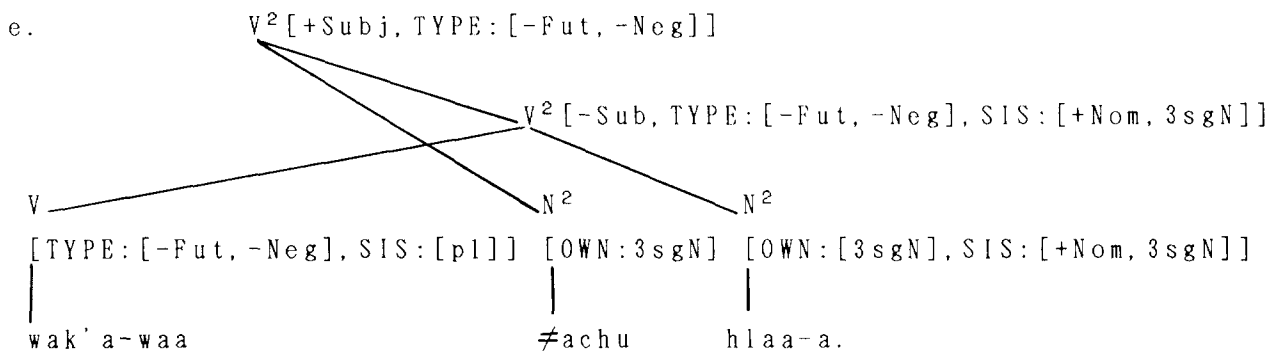 e. V²[+Subj, TYPE:[-Fut, -Neg]]
V²[-Sub, TYPE:[-Fut, -Neg], SIS:[+Nom, 3sgN]]
V N² N²
[TYPE:[-Fut, -Neg], SIS:[pl]] [OWN:3sgN] [OWN:[3sgN], SIS:[+Nom, 3sgN]]
wak'a-waa ≠achu hlaa-a.